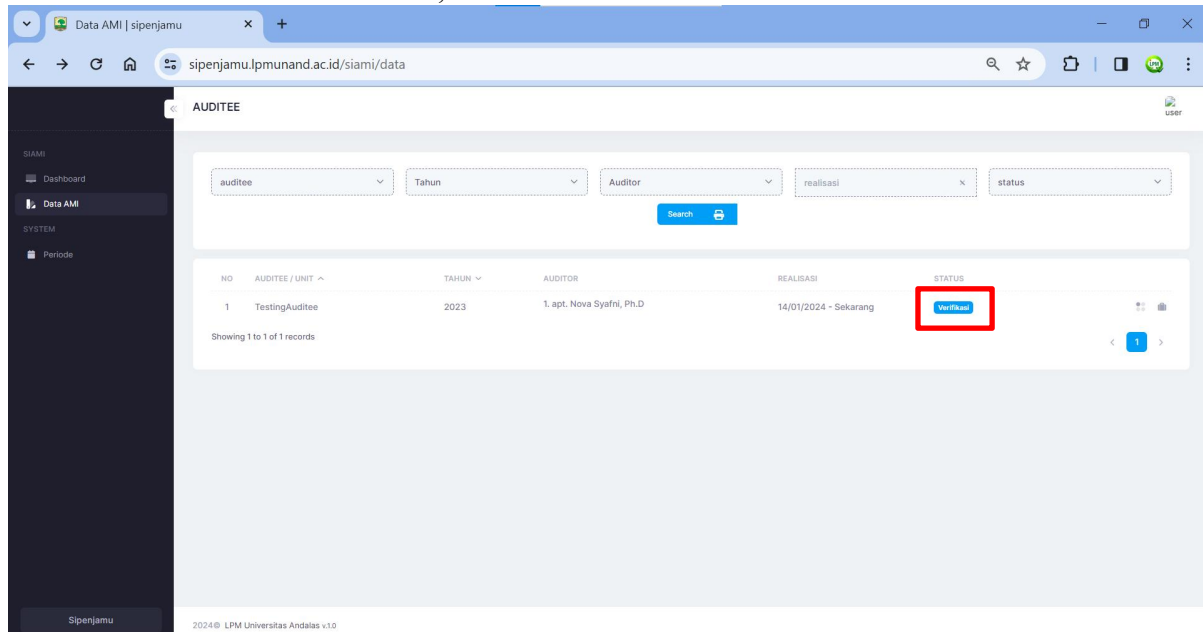 Data AMI | sipenjamu
sipenjamu.lpmunand.ac.id/siami/data
AUDITEE
user
SIAMI
Dashboard
Data AMI
SYSTEM
Periode
auditee Tahun Auditor realisasi status
Search
NO AUDITEE / UNIT TAHUN AUDITOR REALISASI STATUS
1 TestingAuditee 2023 1. apt. Nova Syafni, Ph.D 14/01/2024 - Sekarang Verifikasi
Showing 1 to 1 of 1 records
< 1 >
Sipenjamu
2024© LPM Universitas Andalas v.1.0